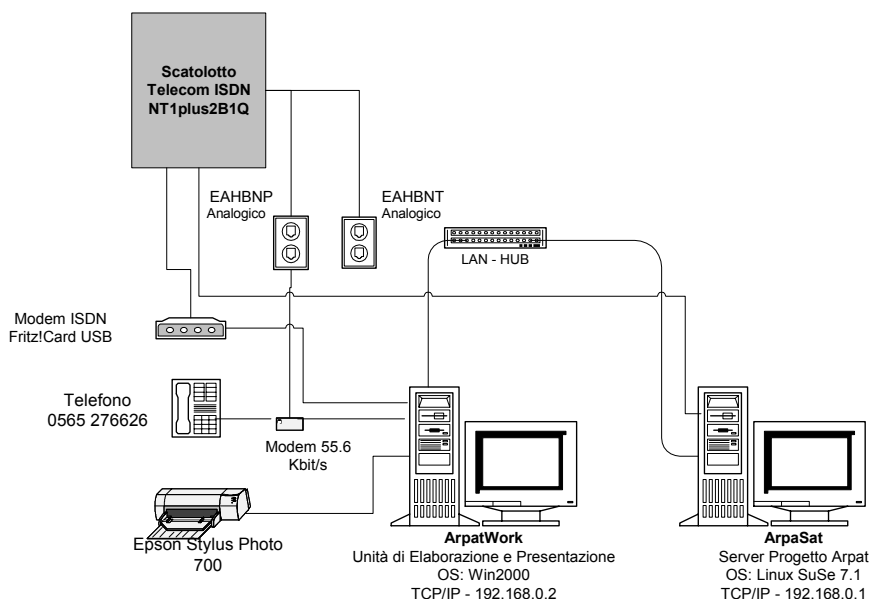 Scatolotto
Telecom ISDN
NT1plus2B1Q
EAHBNP
Analogico
EAHBNT
Analogico
LAN - HUB
Modem ISDN
Fritz!Card USB
Telefono
0565 276626
Modem 55.6
Kbit/s
Epson Stylus Photo
700
ArpatWork
Unità di Elaborazione e Presentazione
OS: Win2000
TCP/IP - 192.168.0.2
ArpaSat
Server Progetto Arpat
OS: Linux SuSe 7.1
TCP/IP - 192.168.0.1